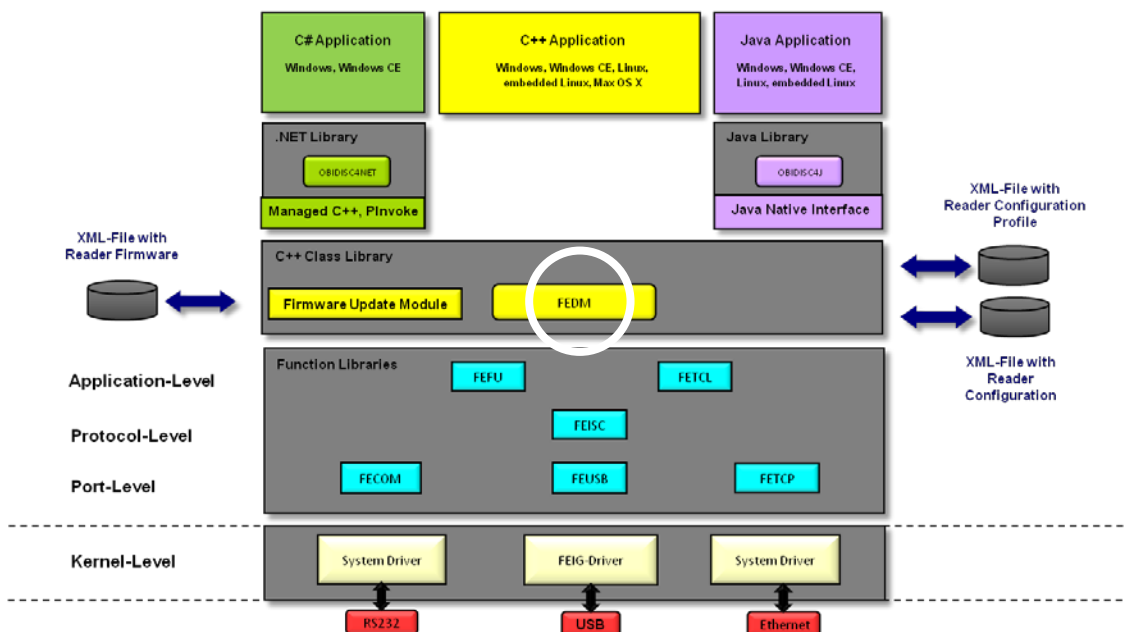 C# Application
Windows, Windows CE
C++ Application
Windows, Windows CE, Linux,
embedded Linux, Max OS X
Java Application
Windows, Windows CE,
Linux, embedded Linux
.NET Library
OBIDISC4NET
Managed C++, PInvoke
Java Library
OBIDISC4J
Java Native Interface
XML-File with
Reader Firmware
XML-File with
Reader Configuration
Profile
C++ Class Library
Firmware Update Module
FEDM
XML-File with
Reader
Configuration
Function Libraries
Application-Level
FEFU
FETCL
Protocol-Level
FEISC
Port-Level
FECOM
FEUSB
FETCP
Kernel-Level
System Driver
FEIG-Driver
System Driver
RS232
USB
Ethernet